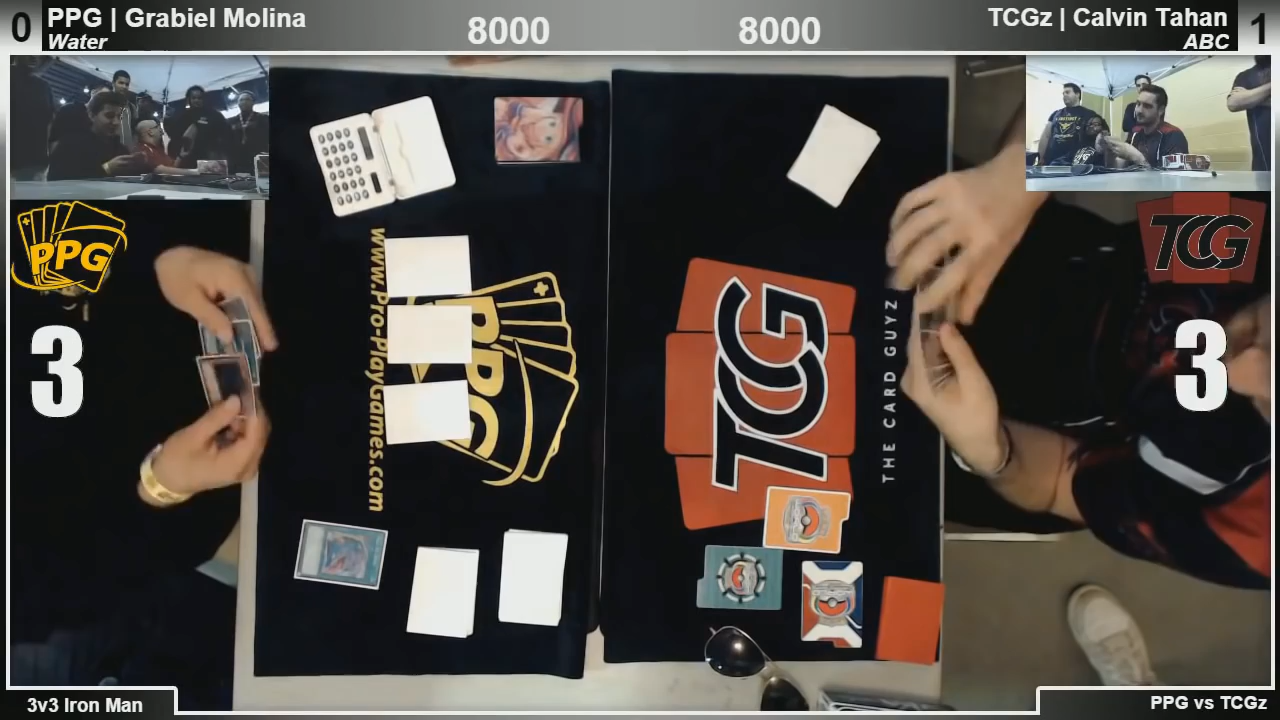 0 PPG | Grabiel Molina 8000 8000 TCGz | Calvin Tahan 1
Water ABC
PPG
TCG
www.Pro-PlayGames.com
PPG
TCG
THE CARD GUYZ
3 3
3v3 Iron Man PPG vs TCGz